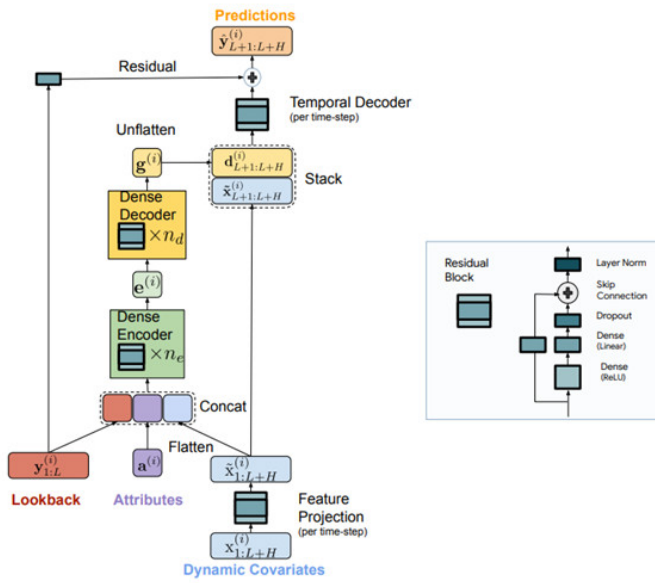 Predictions
ŷ^{(i)}_{L+1:L+H}
Residual
Temporal Decoder
(per time-step)
Unflatten
g^{(i)}
d^{(i)}_{L+1:L+H}
x̃^{(i)}_{L+1:L+H}
Stack
Dense
Decoder
×n_d
e^{(i)}
Dense
Encoder
×n_e
Concat
Flatten
y^{(i)}_{1:L}
a^{(i)}
x̃^{(i)}_{1:L+H}
Lookback
Attributes
Feature
Projection
(per time-step)
x^{(i)}_{1:L+H}
Dynamic Covariates
Residual
Block
Layer Norm
Skip
Connection
Dropout
Dense
(Linear)
Dense
(ReLU)